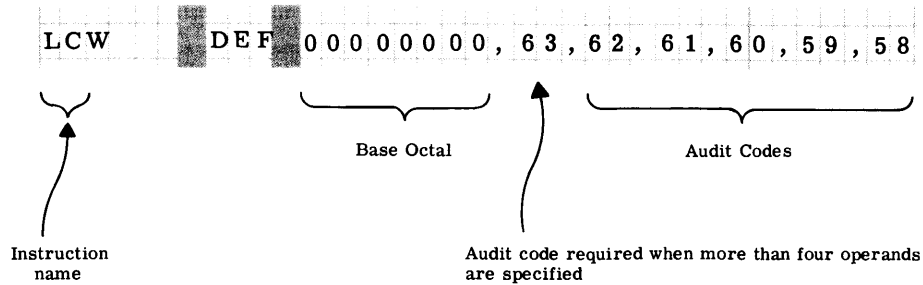 LCW DEF 00000000,63,62,61,60,59,58
Base Octal
Audit Codes
Instruction
name
Audit code required when more than four operands
are specified